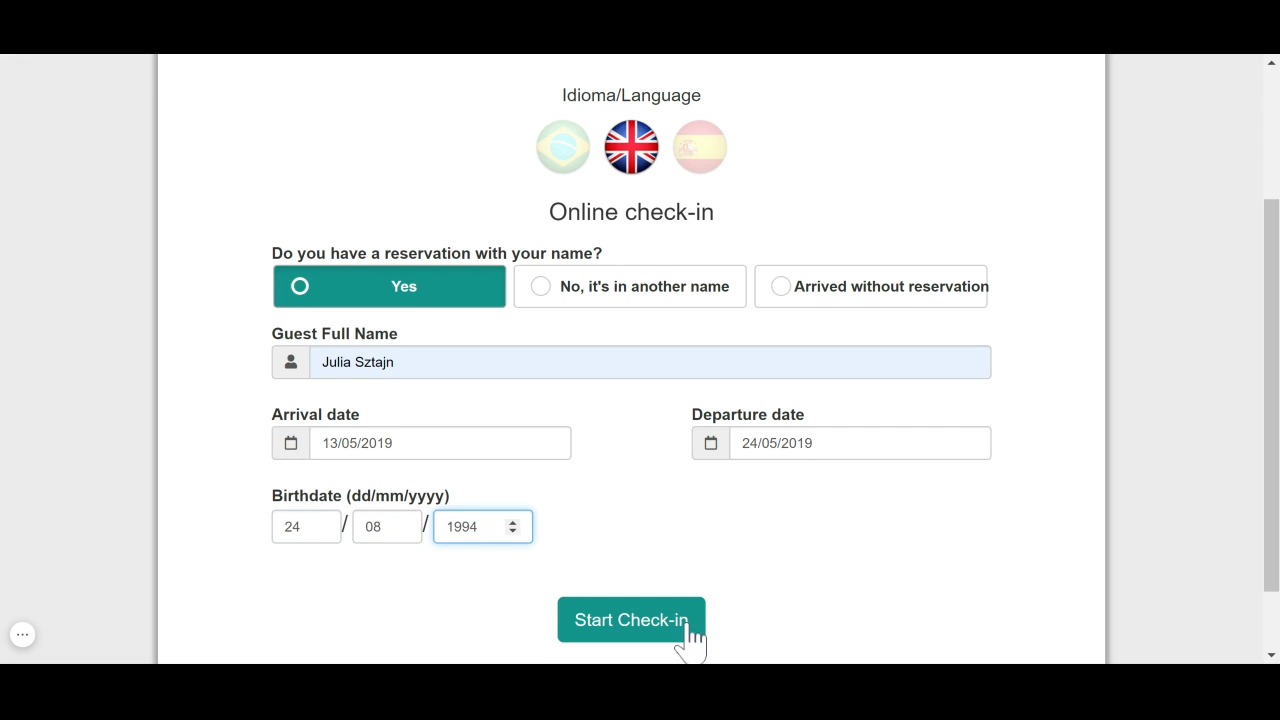 Idioma/Language
Online check-in
Do you have a reservation with your name?
Yes
No, it's in another name
Arrived without reservation
Guest Full Name
Julia Sztajn
Arrival date
Departure date
13/05/2019
24/05/2019
Birthdate (dd/mm/yyyy)
24 / 08 / 1994
Start Check-in